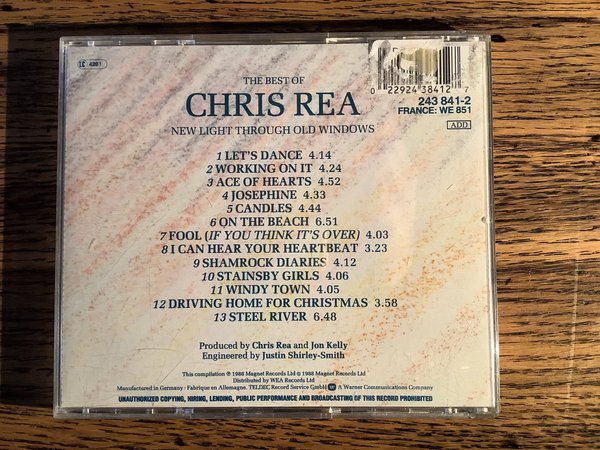 LC 4281
0 22924 38412 7
243 841-2
FRANCE: WE 851
ADD
THE BEST OF
CHRIS REA
NEW LIGHT THROUGH OLD WINDOWS
1 LET'S DANCE 4.14
2 WORKING ON IT 4.24
3 ACE OF HEARTS 4.52
4 JOSEPHINE 4.33
5 CANDLES 4.44
6 ON THE BEACH 6.51
7 FOOL (IF YOU THINK IT'S OVER) 4.03
8 I CAN HEAR YOUR HEARTBEAT 3.23
9 SHAMROCK DIARIES 4.12
10 STAINSBY GIRLS 4.06
11 WINDY TOWN 4.05
12 DRIVING HOME FOR CHRISTMAS 3.58
13 STEEL RIVER 6.48
Produced by Chris Rea and Jon Kelly
Engineered by Justin Shirley-Smith
This compilation ℗ 1988 Magnet Records Ltd © 1988 Magnet Records Ltd
Distributed by WEA Records Ltd
Manufactured in Germany · Fabriqué en Allemagne. TELDEC Record Service GmbH A Warner Communications Company
UNAUTHORIZED COPYING, HIRING, LENDING, PUBLIC PERFORMANCE AND BROADCASTING OF THIS RECORD PROHIBITED